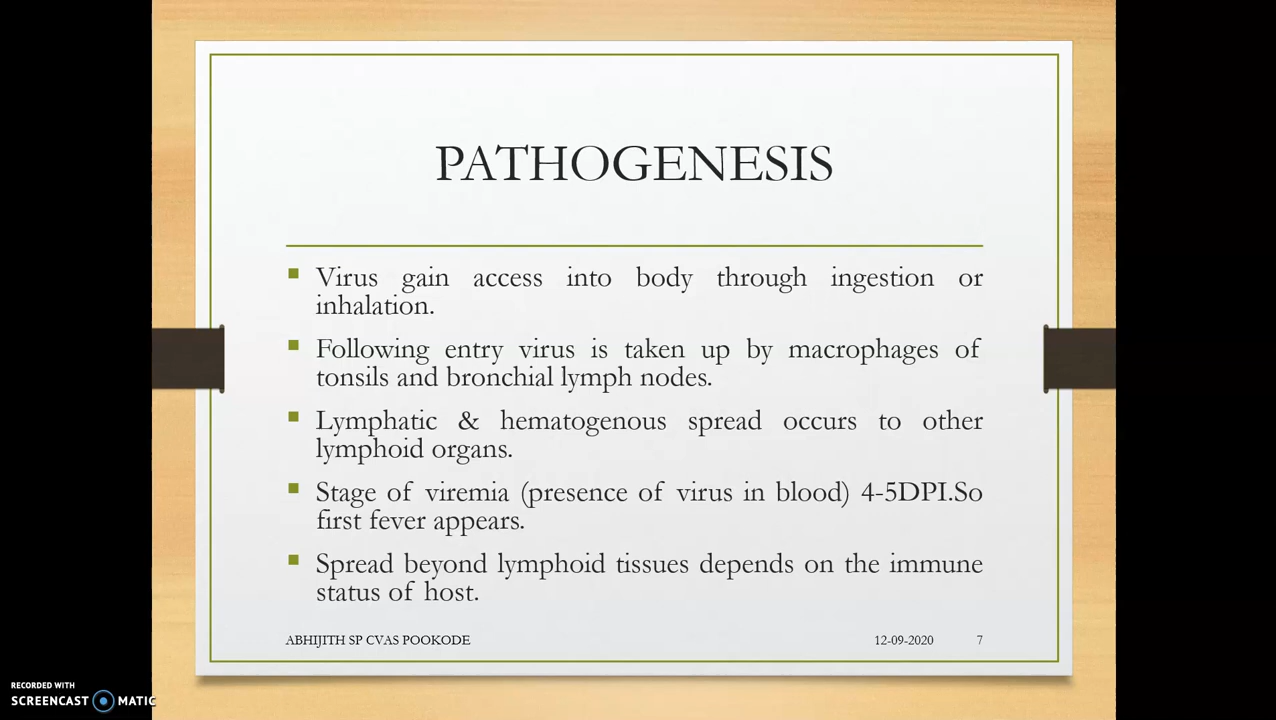 PATHOGENESIS
Virus gain access into body through ingestion or
inhalation.
Following entry virus is taken up by macrophages of
tonsils and bronchial lymph nodes.
Lymphatic & hematogenous spread occurs to other
lymphoid organs.
Stage of viremia (presence of virus in blood) 4-5DPI.So
first fever appears.
Spread beyond lymphoid tissues depends on the immune
status of host.
ABHIJITH SP CVAS POOKODE 12-09-2020 7
RECORDED WITH
SCREENCAST MATIC